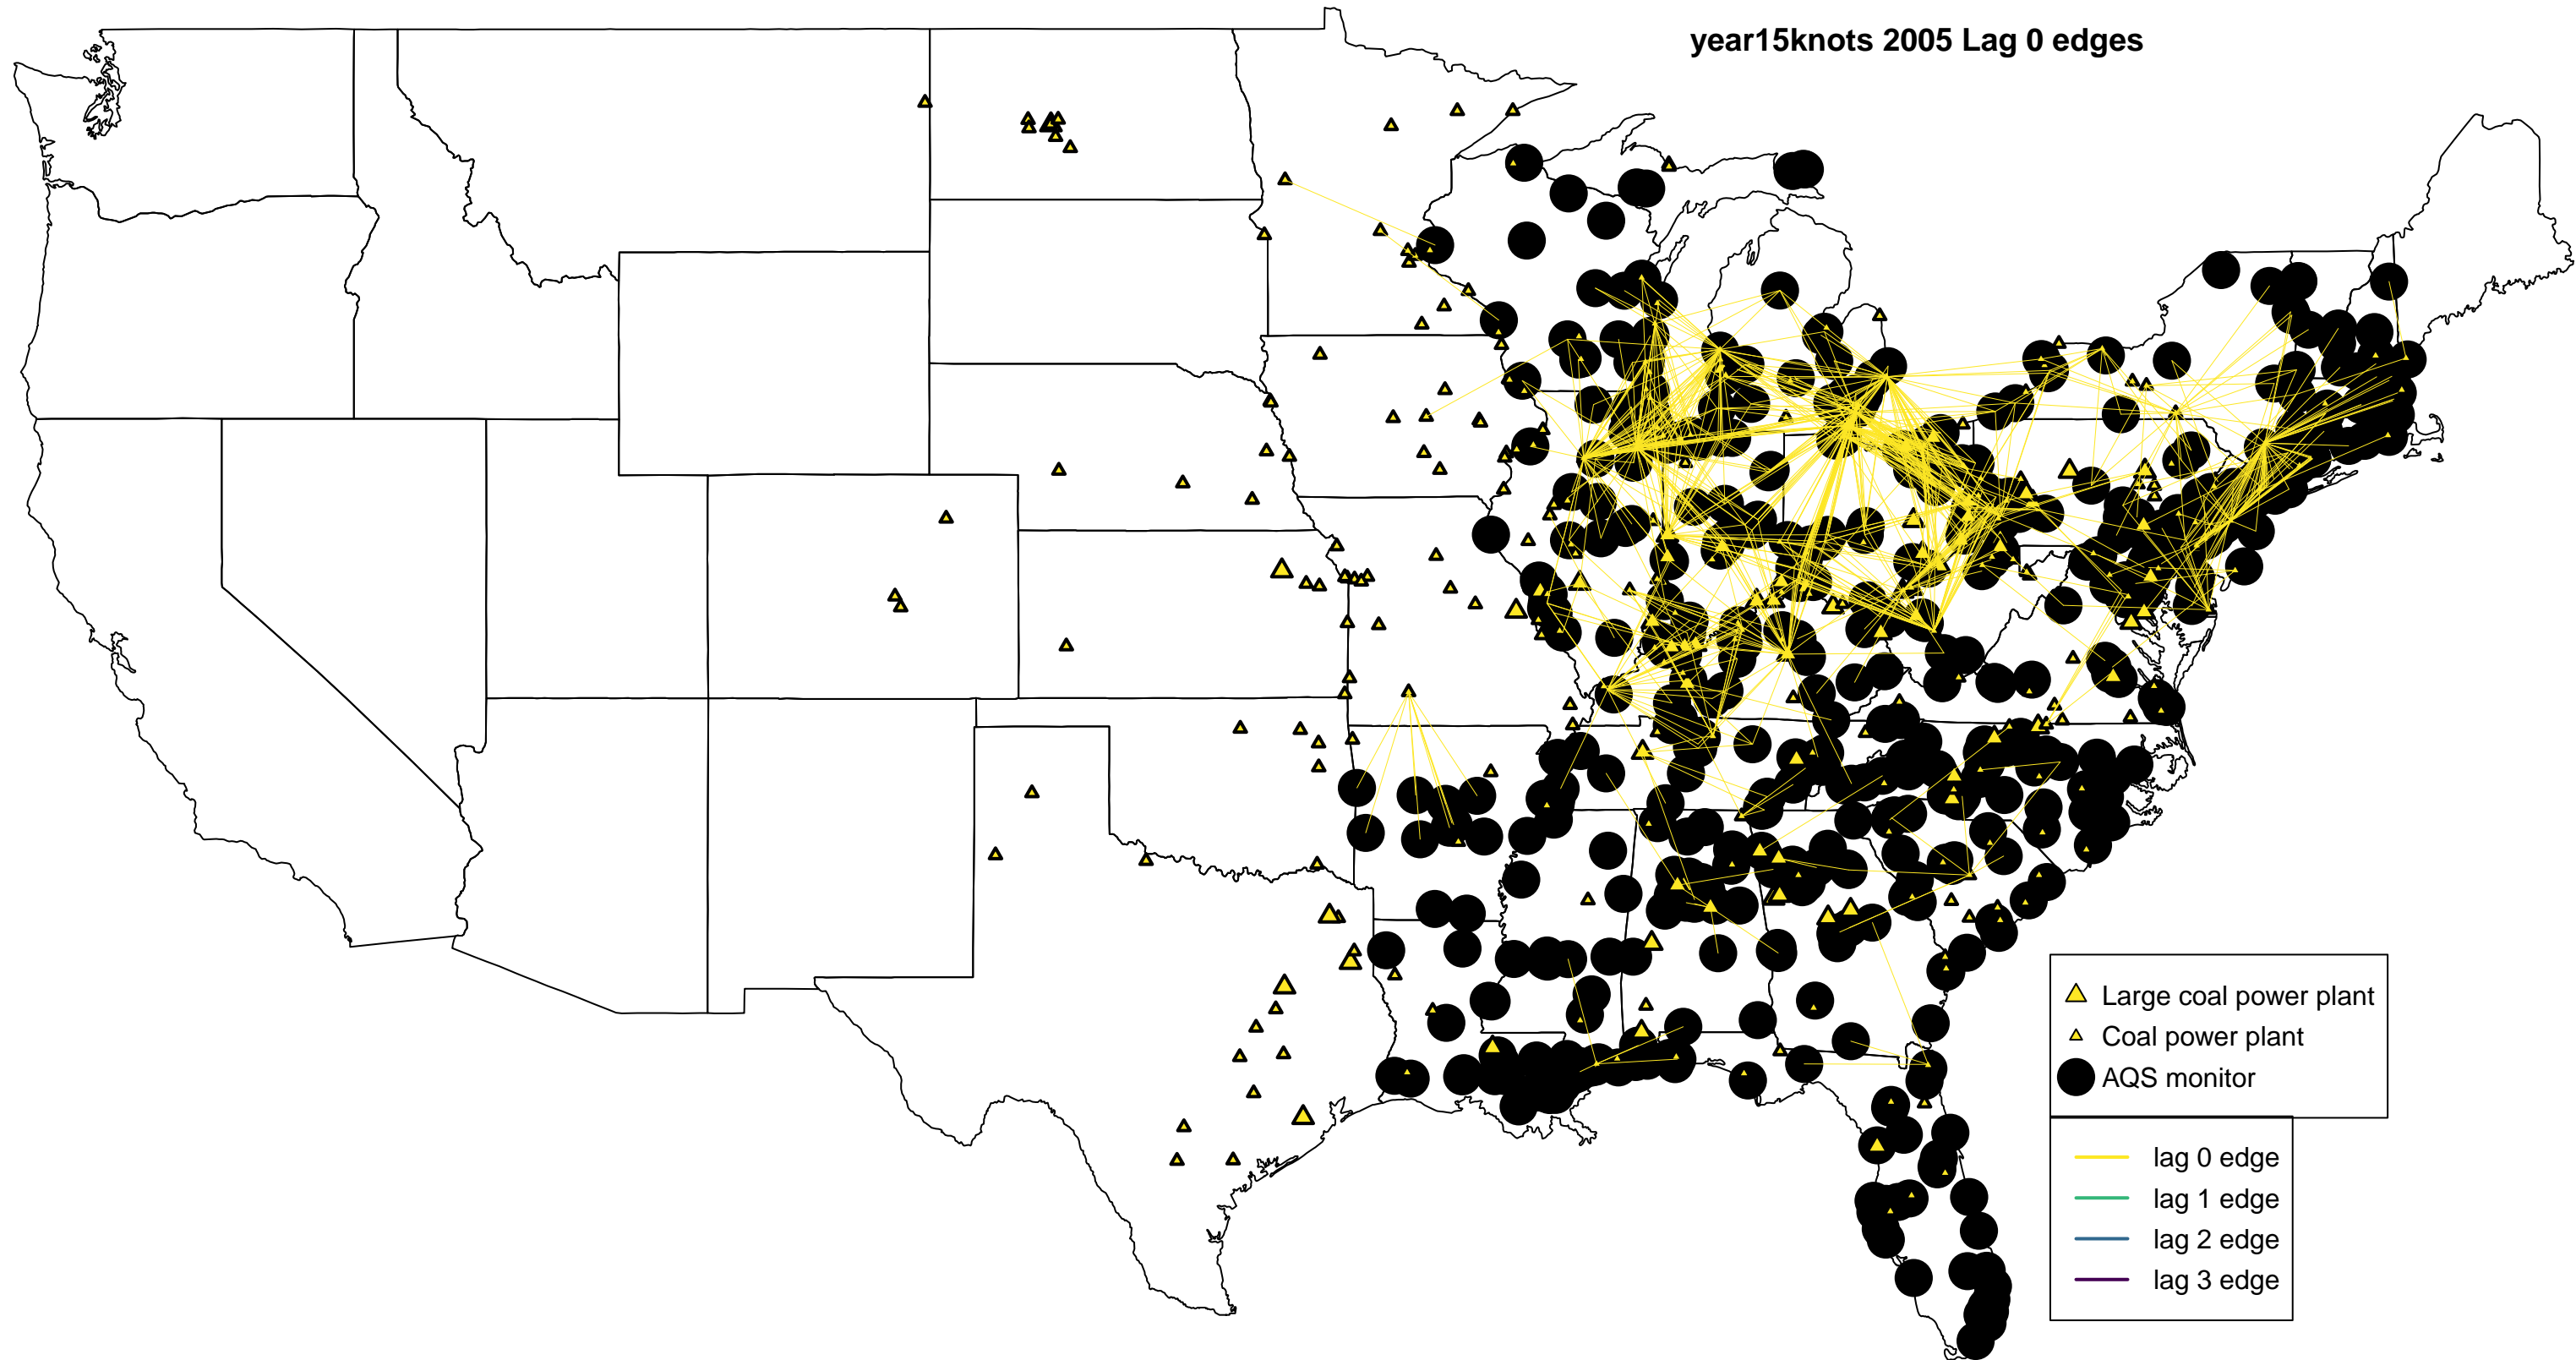 year15knots 2005 Lag 0 edges
Large coal power plant
Coal power plant
AQS monitor
lag 0 edge
lag 1 edge
lag 2 edge
lag 3 edge